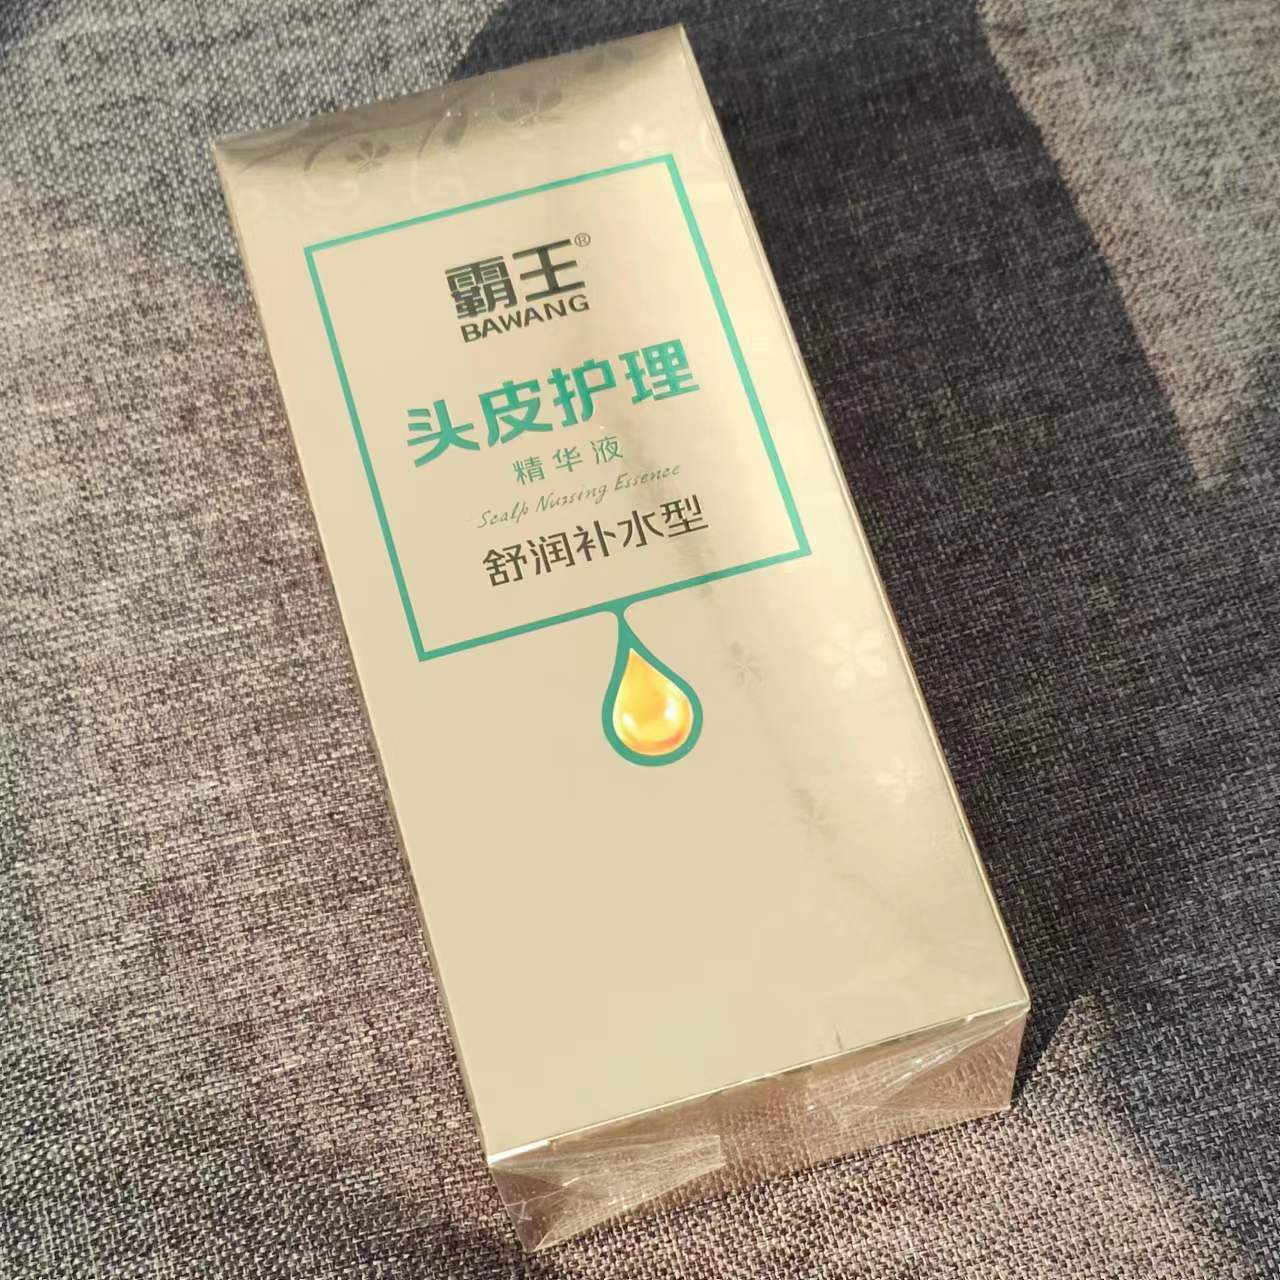 霸王®
BAWANG
头皮护理
精华液
Scalp Nursing Essence
舒润补水型